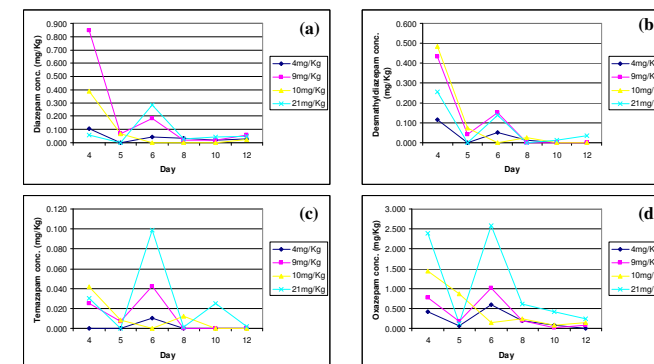 (a)
Diazepam conc. (mg/Kg)
0.900
0.800
0.700
0.600
0.500
0.400
0.300
0.200
0.100
0.000
4 5 6 8 10 12
Day
4mg/Kg
9mg/Kg
10mg/Kg
21mg/Kg
(b
Desmethyldiazepam conc.
(mg/Kg)
0.600
0.500
0.400
0.300
0.200
0.100
0.000
4 5 6 8 10 12
Day
4mg/K
9mg/K
10mg/
21mg/
(c)
Temazepam conc. (mg/Kg)
0.120
0.100
0.080
0.060
0.040
0.020
0.000
4 5 6 8 10 12
Day
4mg/Kg
9mg/Kg
10mg/Kg
21mg/Kg
(d
Oxazepam conc. (mg/Kg)
3.000
2.500
2.000
1.500
1.000
0.500
0.000
4 5 6 8 10 12
Day
4mg/K
9mg/K
10mg/
21mg/